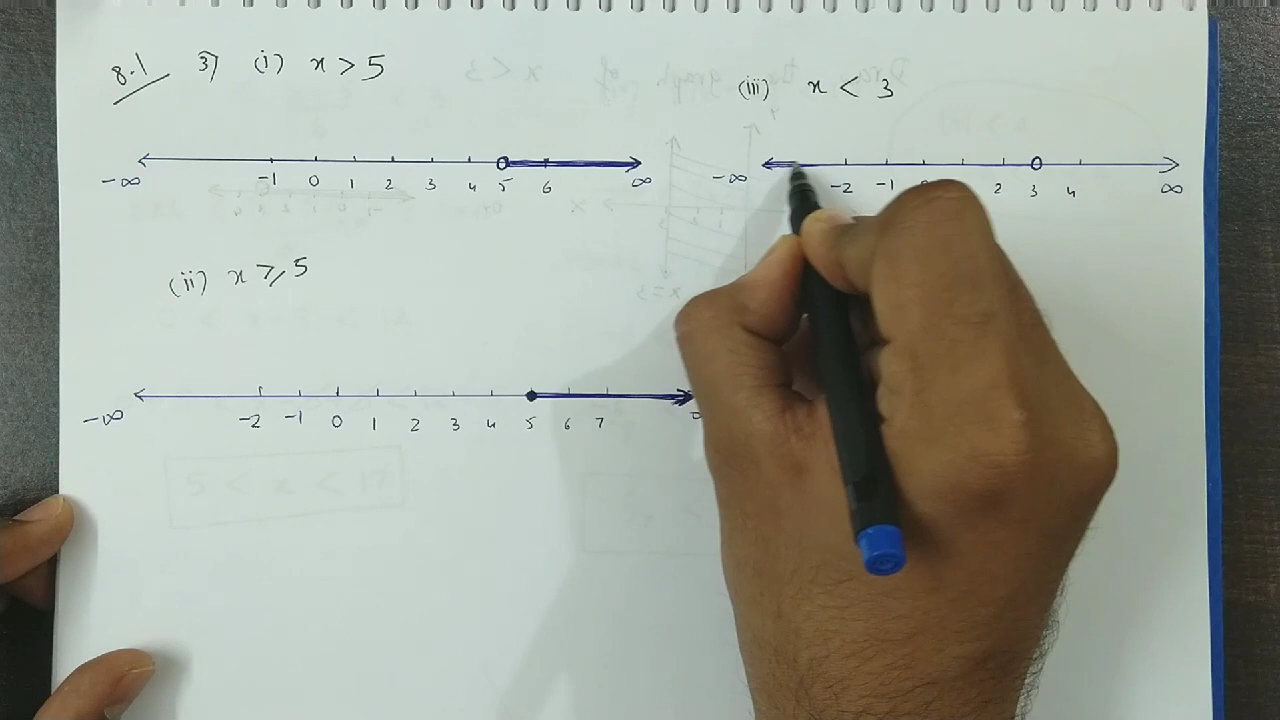 8.1 3) (i) x > 5
-∞ -1 0 1 2 3 4 5 6 ∞
(ii) x ≥ 5
-∞ -2 -1 0 1 2 3 4 5 6 7
(iii) x < 3
-∞ -2 -1 2 3 4 ∞